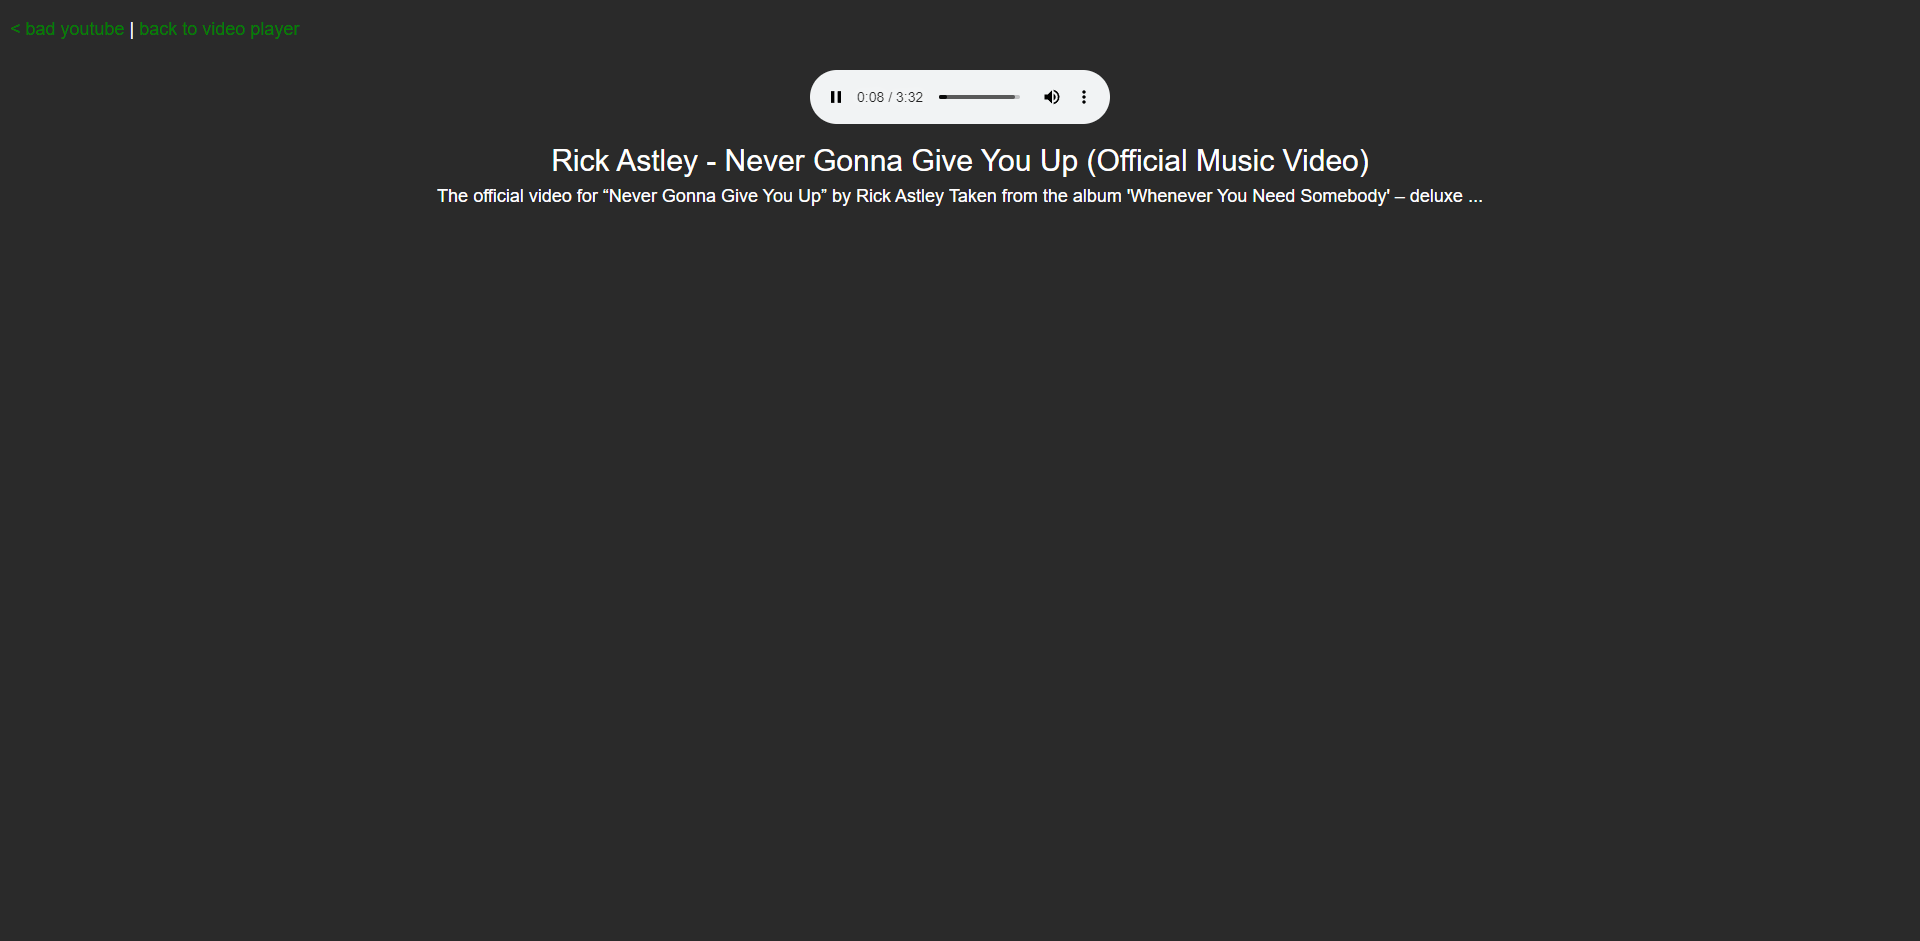 < bad youtube | back to video player
0:08 / 3:32
Rick Astley - Never Gonna Give You Up (Official Music Video)
The official video for “Never Gonna Give You Up” by Rick Astley Taken from the album 'Whenever You Need Somebody' – deluxe ...